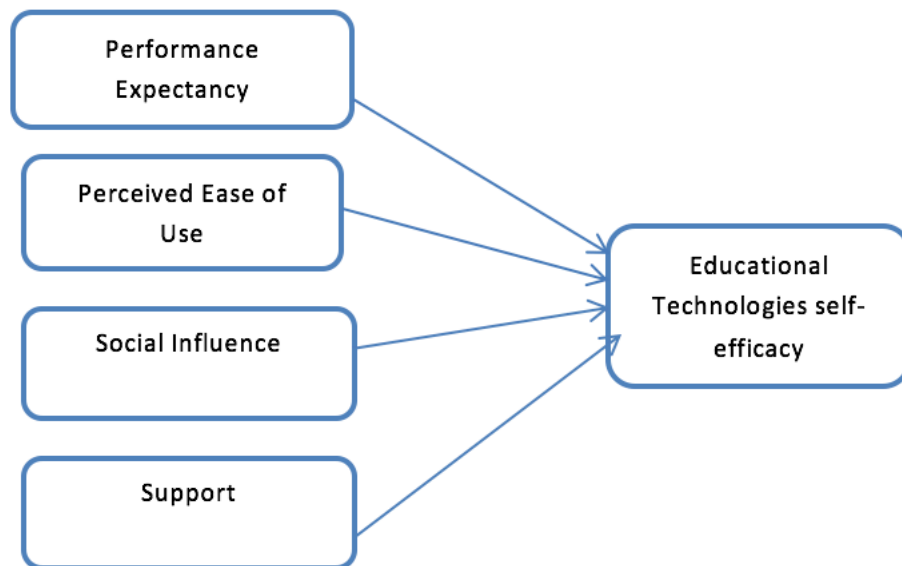 Performance
Expectancy
Perceived Ease of
Use
Social Influence
Support
Educational
Technologies self-
efficacy